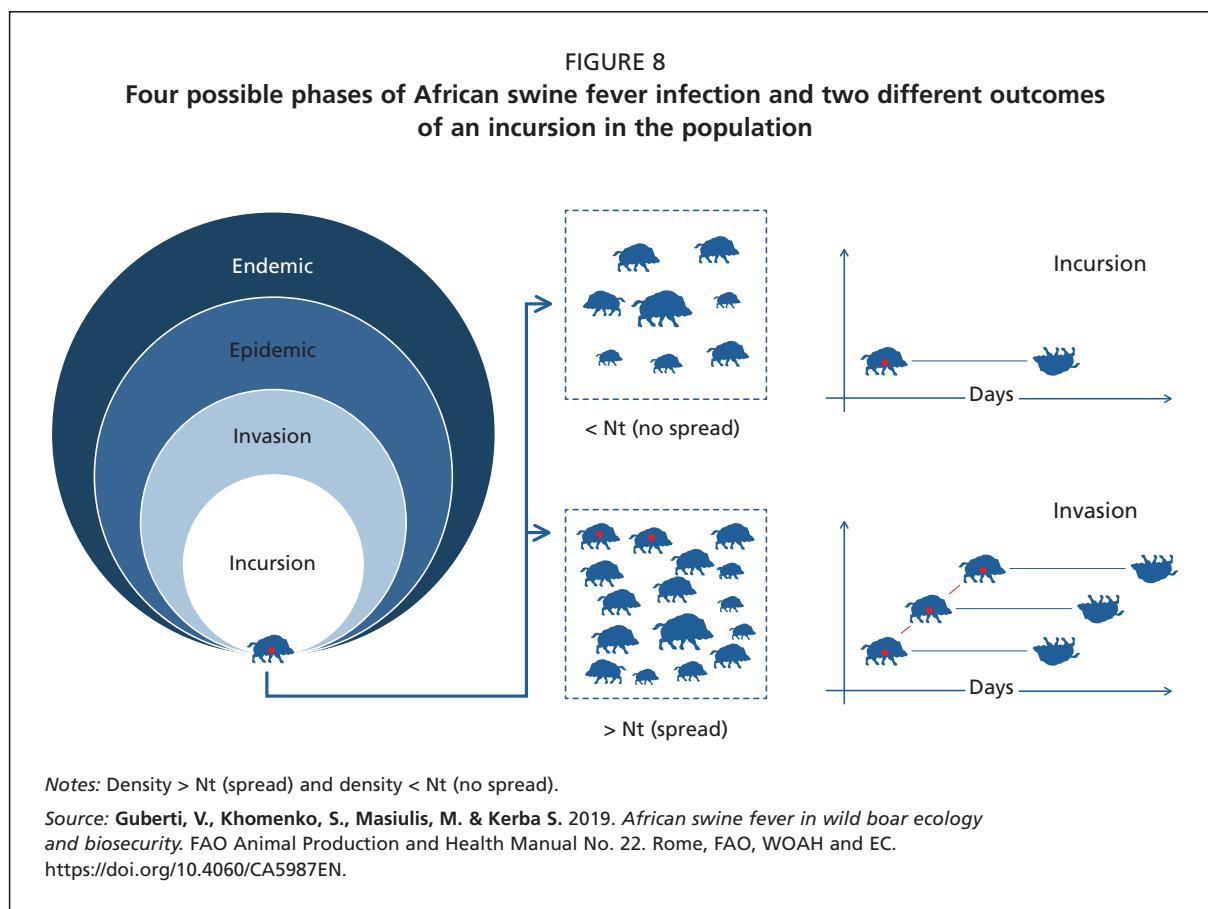 FIGURE 8
Four possible phases of African swine fever infection and two different outcomes
of an incursion in the population
Endemic
Epidemic
Invasion
Incursion
< Nt (no spread)
> Nt (spread)
Incursion
Days
Invasion
Days
Notes: Density > Nt (spread) and density < Nt (no spread).
Source: Guberti, V., Khomenko, S., Masiulis, M. & Kerba S. 2019. African swine fever in wild boar ecology
and biosecurity. FAO Animal Production and Health Manual No. 22. Rome, FAO, WOAH and EC.
https://doi.org/10.4060/CA5987EN.